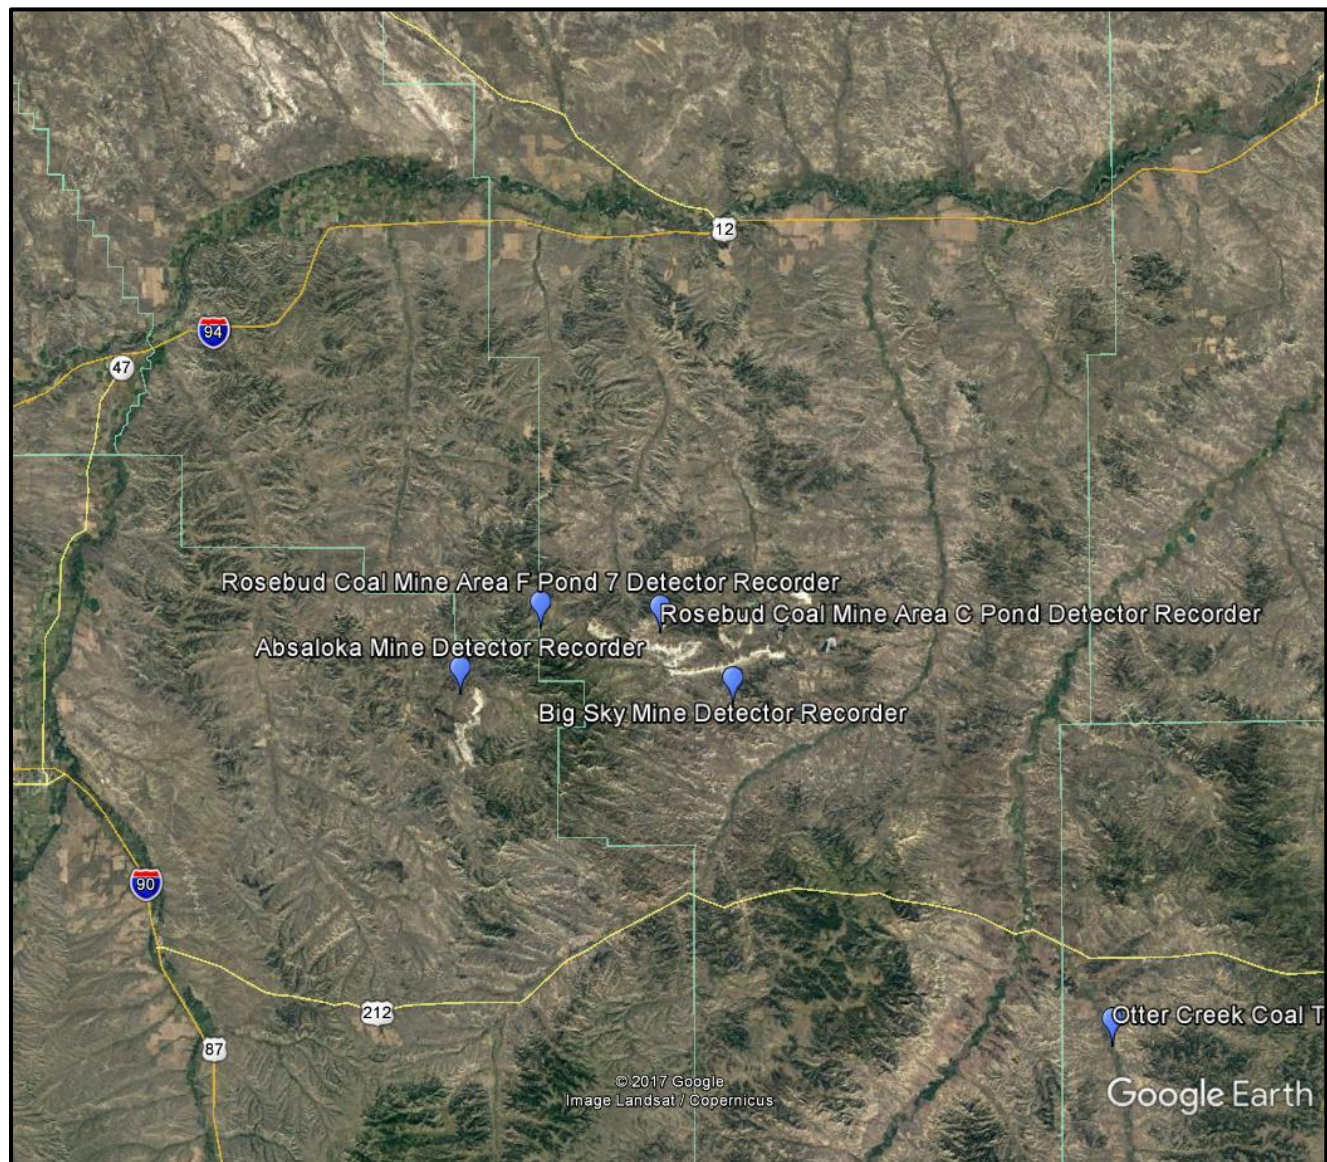 12
94
47
Rosebud Coal Mine Area F Pond 7 Detector Recorder
Rosebud Coal Mine Area C Pond Detector Recorder
Absaloka Mine Detector Recorder
Big Sky Mine Detector Recorder
90
212
Otter Creek Coal T
87
© 2017 Google
Image Landsat / Copernicus
Google Earth